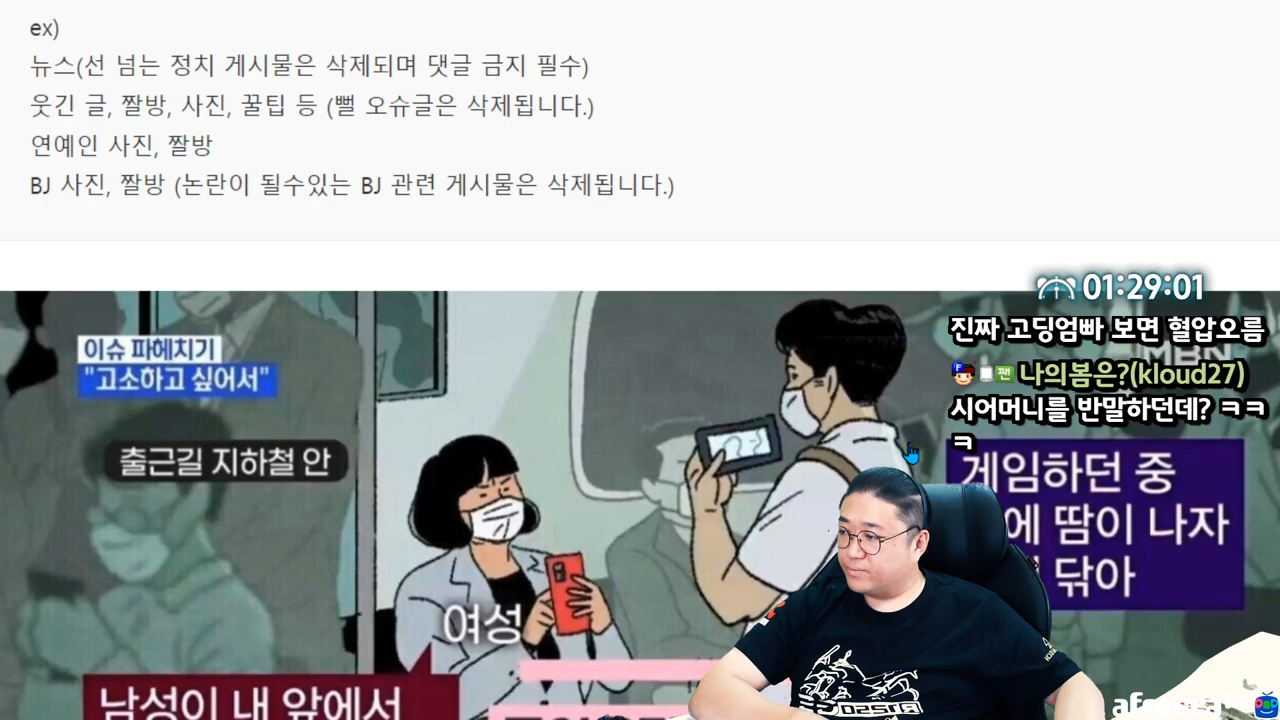 ex)
뉴스(선 넘는 정치 게시물은 삭제되며 댓글 금지 필수)
웃긴 글, 짤방, 사진, 꿀팁 등 (뻘 오슈글은 삭제됩니다.)
연예인 사진, 짤방
BJ 사진, 짤방 (논란이 될수있는 BJ 관련 게시물은 삭제됩니다.)
01:29:01
진짜 고딩엄빠 보면 혈압오름
MBN
이슈 파헤치기
"고소하고 싶어서"
팬 나의봄은?(kloud27)
시어머니를 반말하던데? ㅋㅋ
ㅋ
출근길 지하철 안
게임하던 중
에 땀이 나자
닦아
여성
남성이 내 앞에서